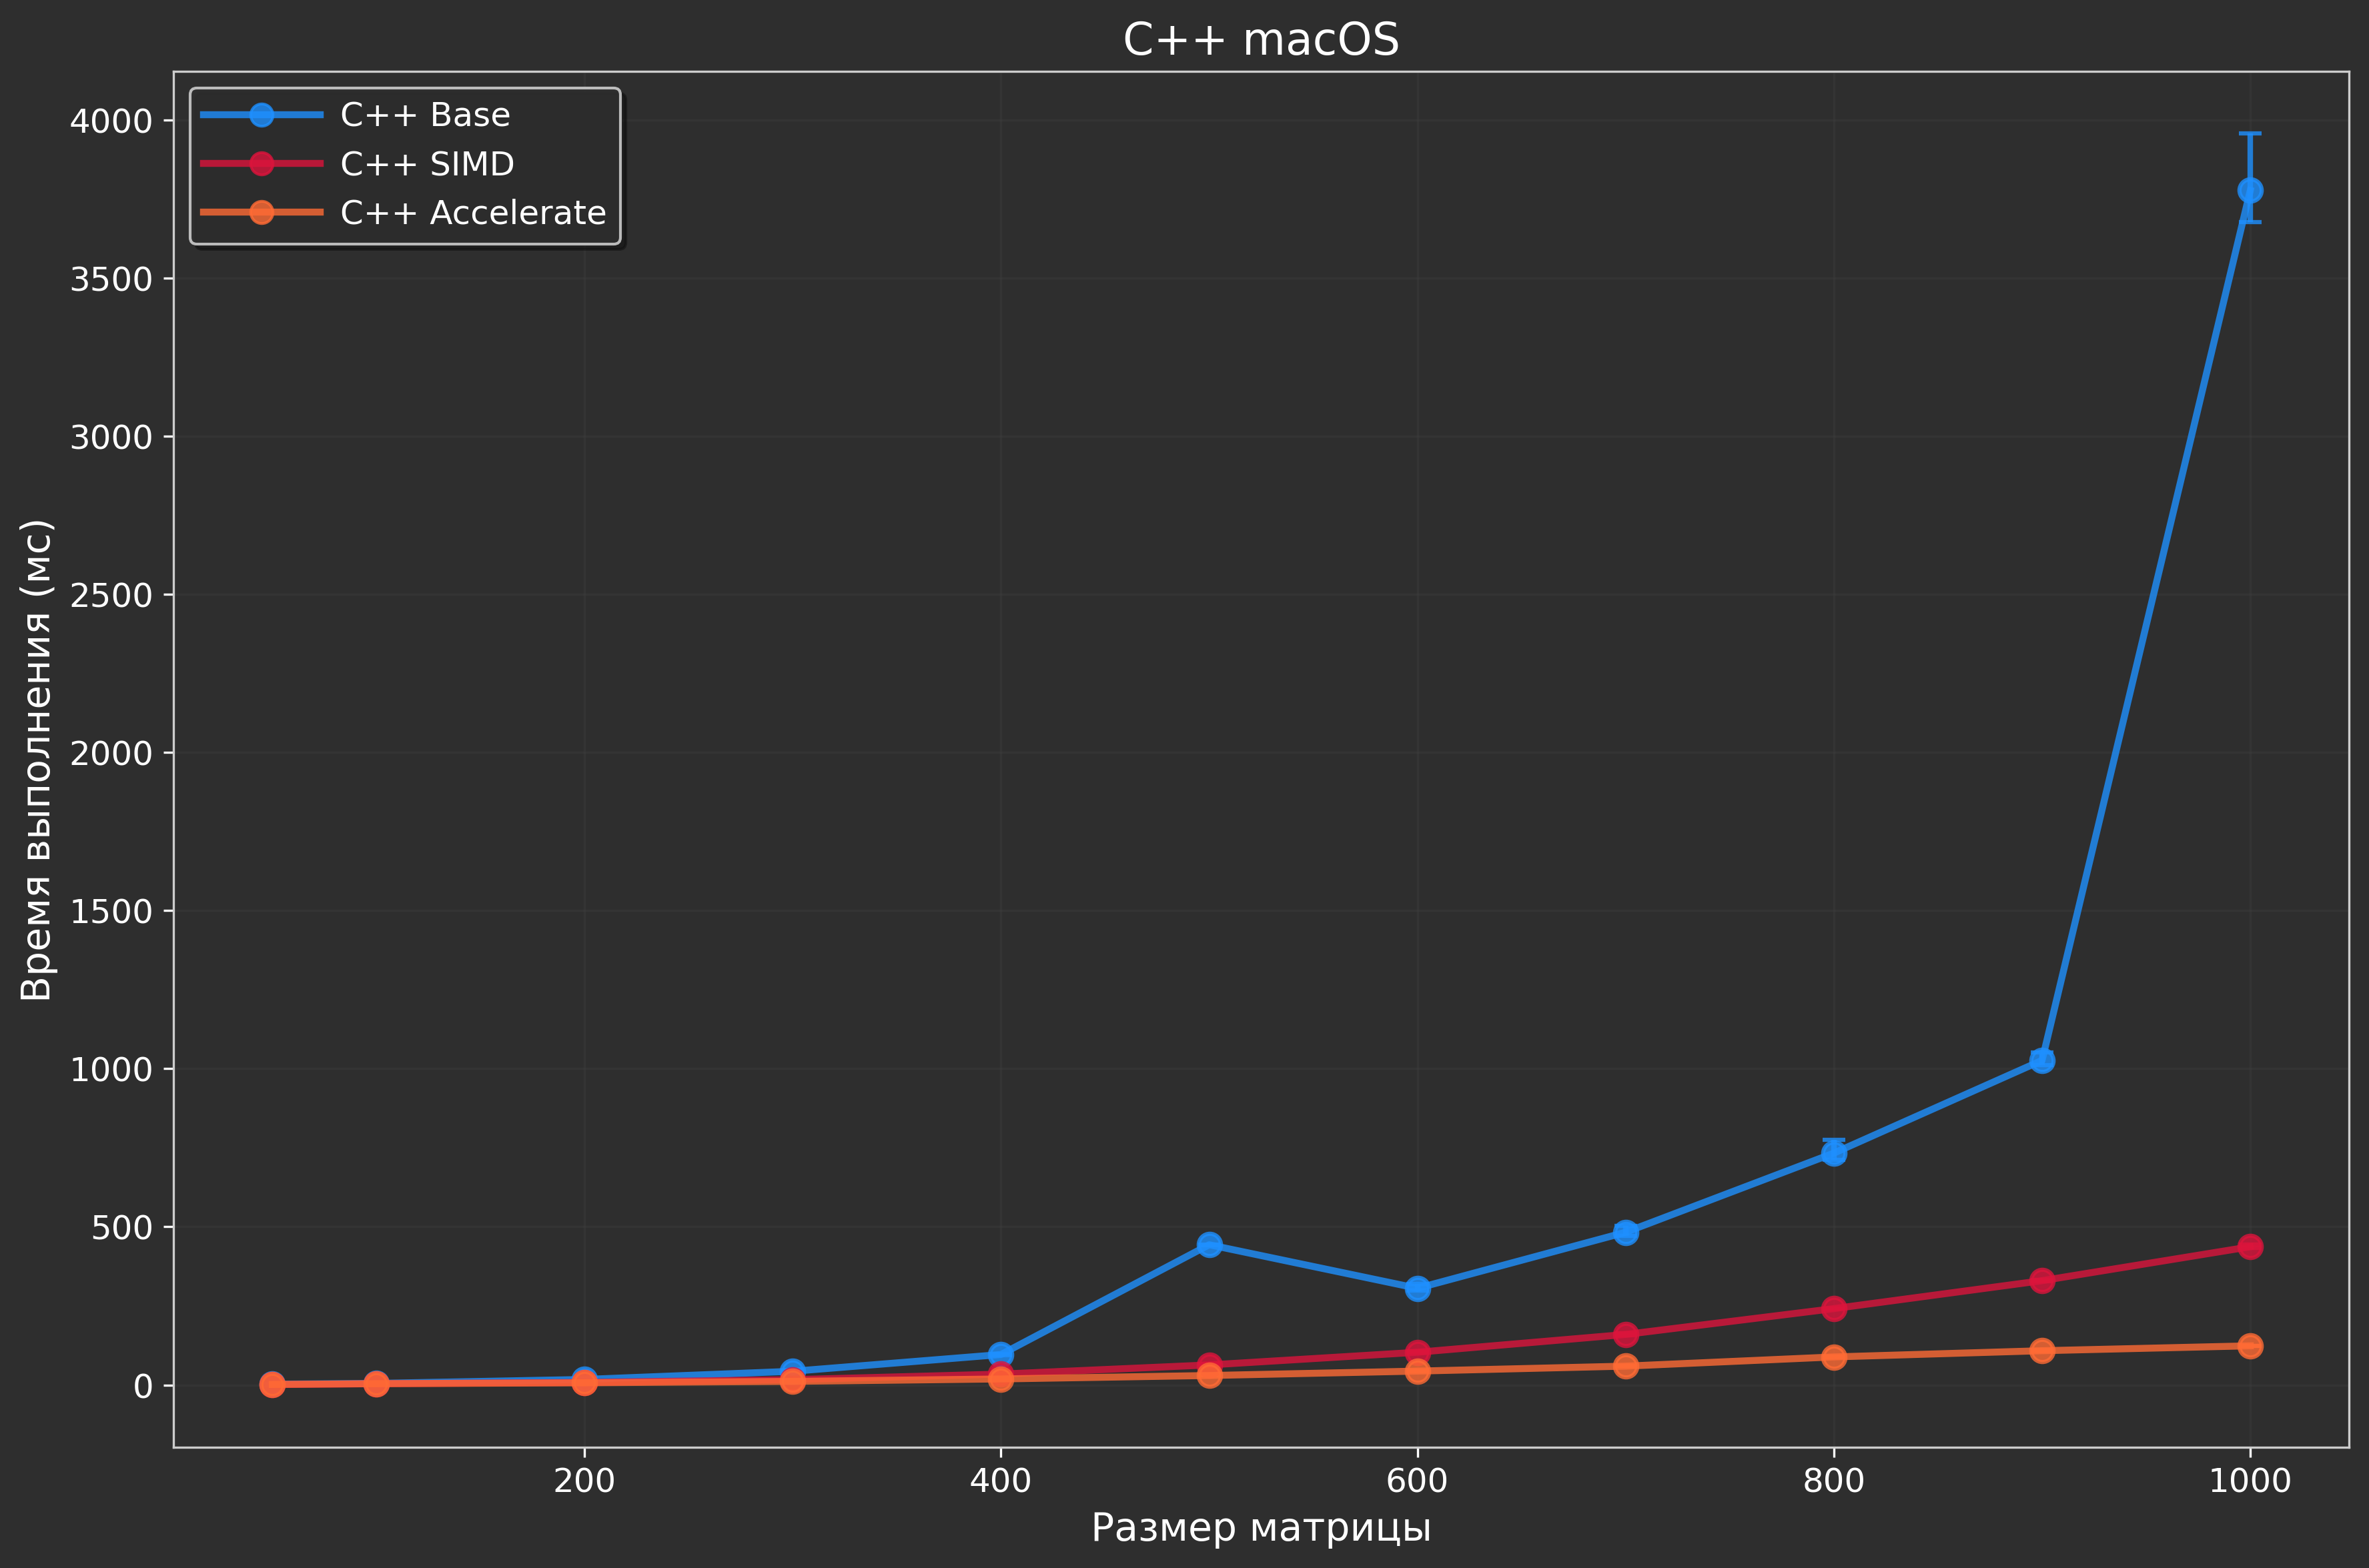 C++ macOS
C++ Base
C++ SIMD
C++ Accelerate
Время выполнения (мс)
4000
3500
3000
2500
2000
1500
1000
500
0
200 400 600 800 1000
Размер матрицы